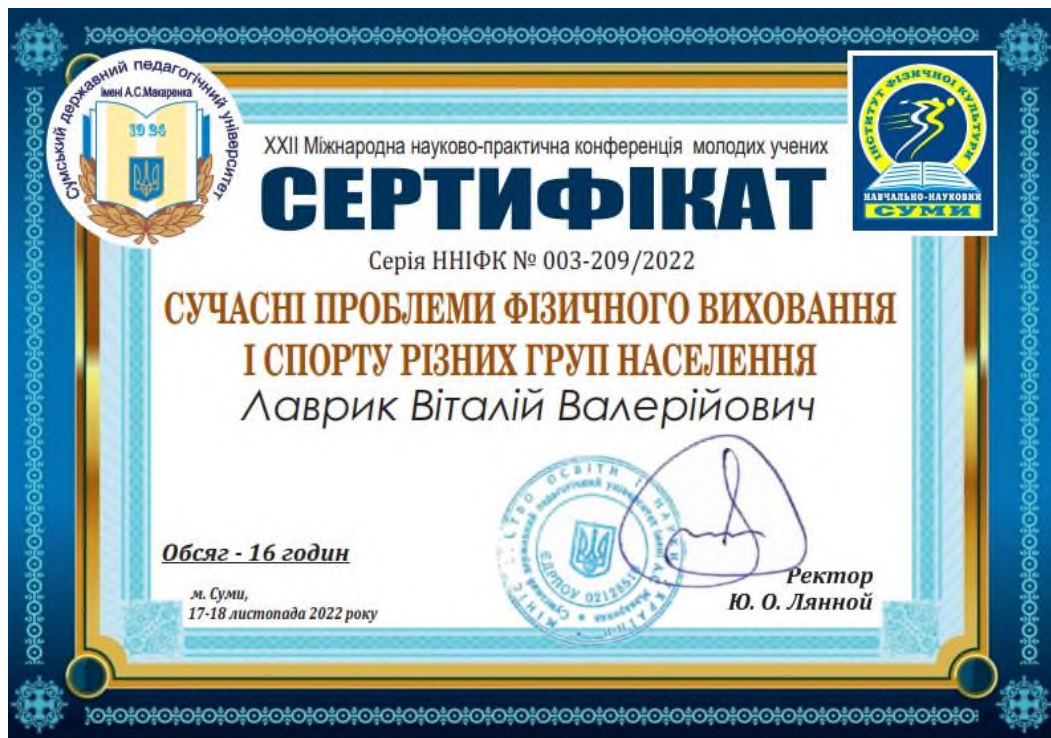 Сумський державний педагогічний університет
імені А.С.Макаренка
1924
ІНСТИТУТ ФІЗИЧНОЇ КУЛЬТУРИ
НАВЧАЛЬНО-НАУКОВИЙ
СУМИ
XXII Міжнародна науково-практична конференція молодих учених
СЕРТИФІКАТ
Серія ННІФК № 003-209/2022
СУЧАСНІ ПРОБЛЕМИ ФІЗИЧНОГО ВИХОВАННЯ
І СПОРТУ РІЗНИХ ГРУП НАСЕЛЕННЯ
Лаврик Віталій Валерійович
Обсяг - 16 годин
м. Суми,
17-18 листопада 2022 року
Ректор
Ю. О. Лянной